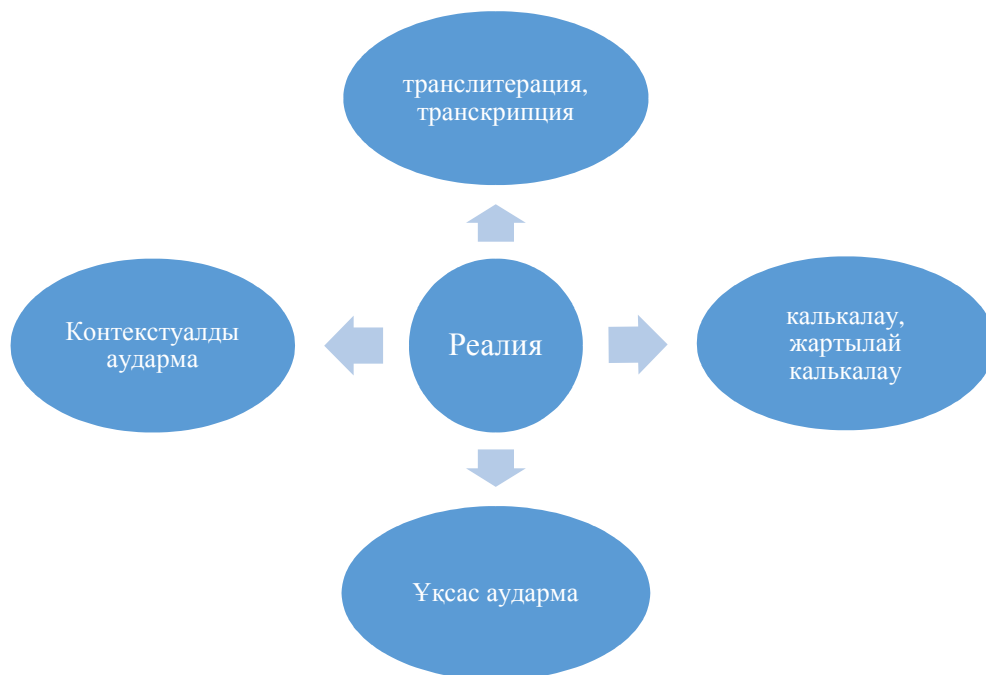 транслитерация,
транскрипция
Контекстуалды
аударма
Реалия
калькалау,
жартылай
калькалау
Ұқсас аударма